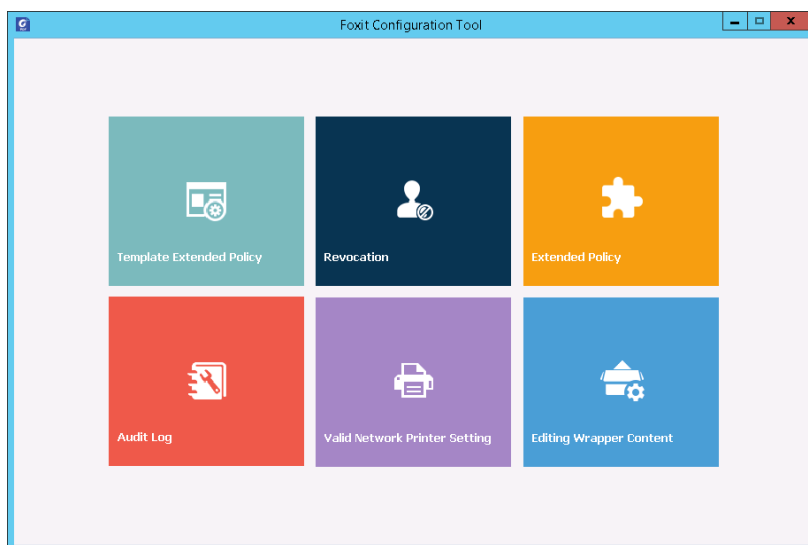 Foxit Configuration Tool
Template Extended Policy
Revocation
Extended Policy
Audit Log
Valid Network Printer Setting
Editing Wrapper Content